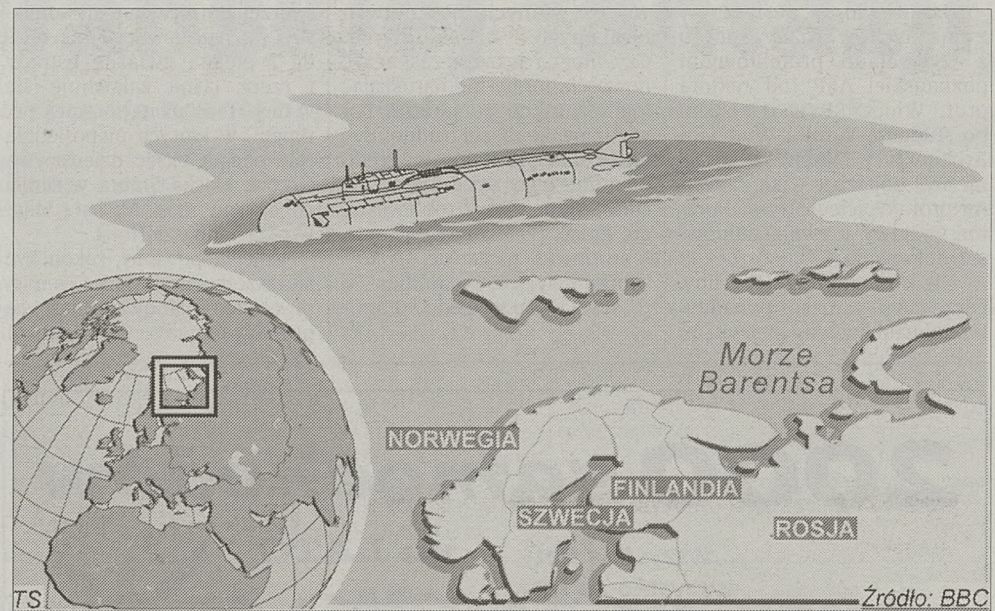 Morze
Barentsa
NORWEGIA
FINLANDIA
SZWECJA
ROSJA
TS
Źródło: BBC